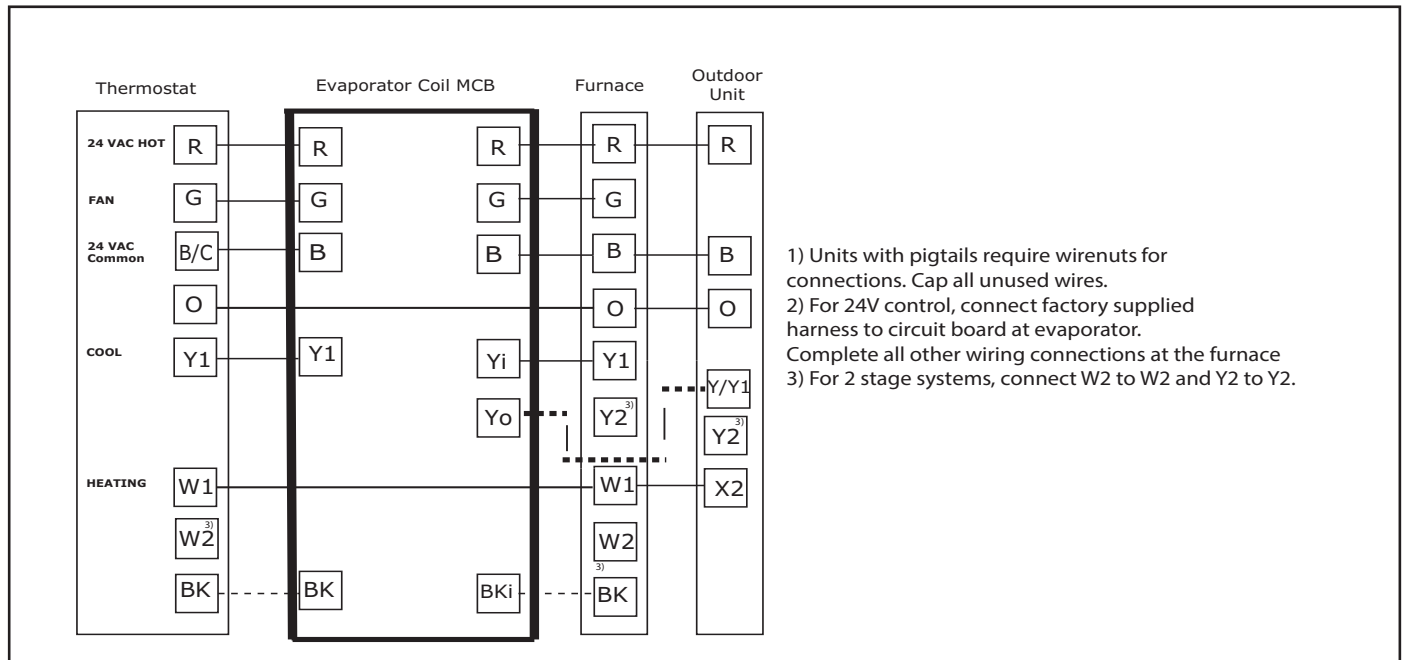 Thermostat
Evaporator Coil MCB
Furnace
Outdoor
Unit
24 VAC HOT R R R R R
FAN G G G G
24 VAC
Common B/C B B B B
O O O
COOL Y1 Y1 Yi Y1
Y/Y1
Yo Y2 3)
Y2 3)
HEATING W1 W1 X2
W2 3) W2
3)
BK BK BKi BK
1) Units with pigtails require wirenuts for
connections. Cap all unused wires.
2) For 24V control, connect factory supplied
harness to circuit board at evaporator.
Complete all other wiring connections at the furnace
3) For 2 stage systems, connect W2 to W2 and Y2 to Y2.